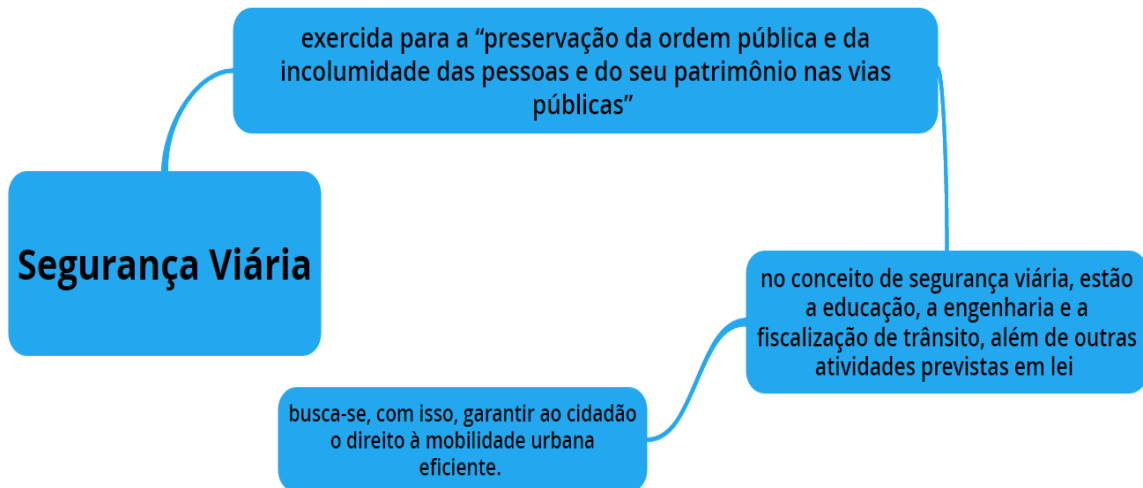 exercida para a “preservação da ordem pública e da
incolumidade das pessoas e do seu patrimônio nas vias
públicas”
Segurança Viária
no conceito de segurança viária, estão
a educação, a engenharia e a
fiscalização de trânsito, além de outras
atividades previstas em lei
busca-se, com isso, garantir ao cidadão
o direito à mobilidade urbana
eficiente.